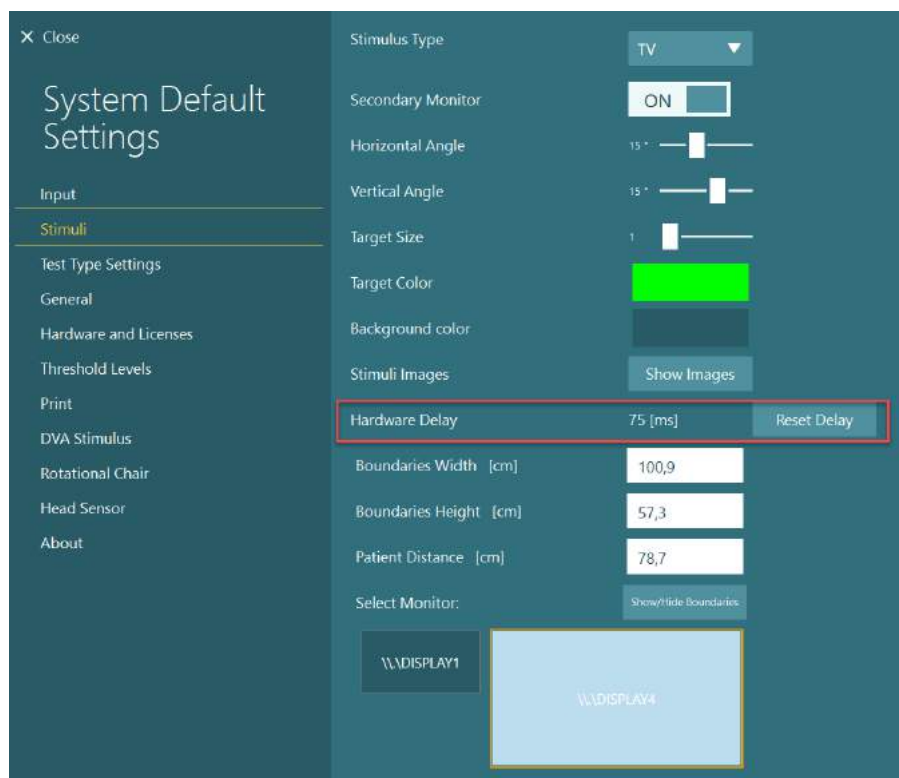 ✕ Close
System Default
Settings
Input
Stimuli
Test Type Settings
General
Hardware and Licenses
Threshold Levels
Print
DVA Stimulus
Rotational Chair
Head Sensor
About
Stimulus Type TV
Secondary Monitor ON
Horizontal Angle 15 °
Vertical Angle 15 °
Target Size 1
Target Color
Background color
Stimuli Images Show Images
Hardware Delay 75 [ms] Reset Delay
Boundaries Width [cm] 100,9
Boundaries Height [cm] 57,3
Patient Distance [cm] 78,7
Select Monitor: Show/Hide Boundaries
\\.\DISPLAY1
\\.\DISPLAY4